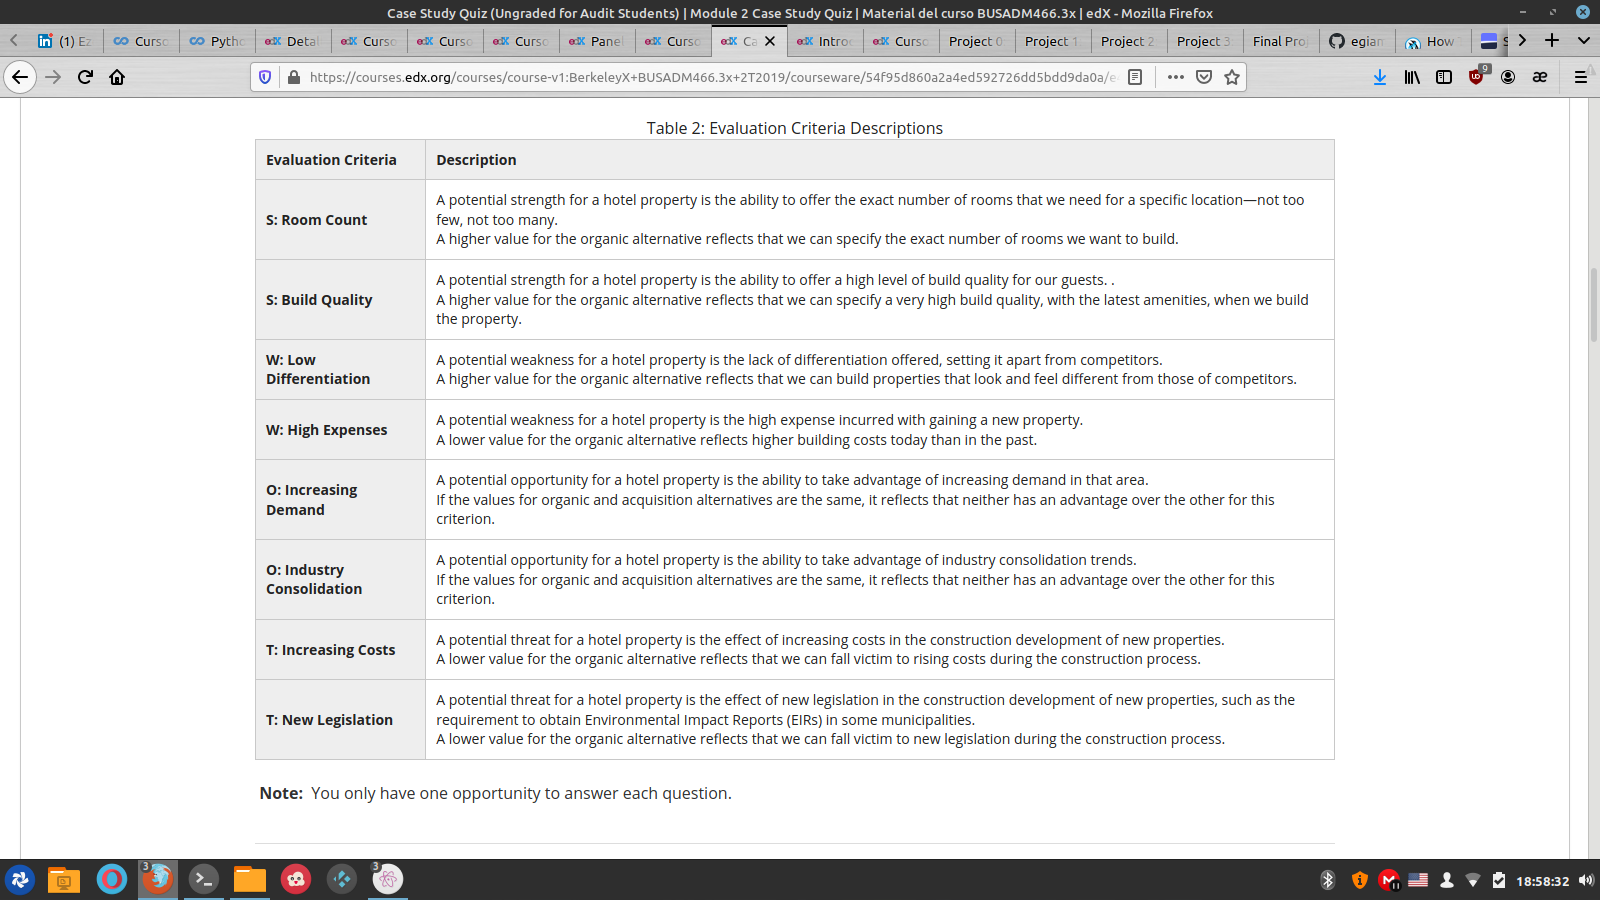 Case Study Quiz (Ungraded for Audit Students) | Module 2 Case Study Quiz | Material del curso BUSADM466.3x | edX - Mozilla Firefox
(1) Ez
Curso
Pytho
Detal
Curso
Curso
Curso
Panel
Curso
Ca
Intro
Curso
Project 0
Project 1
Project 2
Project 3
Final Proj
egian
How
https://courses.edx.org/courses/course-v1:BerkeleyX+BUSADM466.3x+2T2019/courseware/54f95d860a2a4ed592726dd5bdd9da0a/e
9
Table 2: Evaluation Criteria Descriptions
Evaluation Criteria
Description
S: Room Count
A potential strength for a hotel property is the ability to offer the exact number of rooms that we need for a specific location—not too
few, not too many.
A higher value for the organic alternative reflects that we can specify the exact number of rooms we want to build.
S: Build Quality
A potential strength for a hotel property is the ability to offer a high level of build quality for our guests. .
A higher value for the organic alternative reflects that we can specify a very high build quality, with the latest amenities, when we build
the property.
W: Low
Differentiation
A potential weakness for a hotel property is the lack of differentiation offered, setting it apart from competitors.
A higher value for the organic alternative reflects that we can build properties that look and feel different from those of competitors.
W: High Expenses
A potential weakness for a hotel property is the high expense incurred with gaining a new property.
A lower value for the organic alternative reflects higher building costs today than in the past.
O: Increasing
Demand
A potential opportunity for a hotel property is the ability to take advantage of increasing demand in that area.
If the values for organic and acquisition alternatives are the same, it reflects that neither has an advantage over the other for this
criterion.
O: Industry
Consolidation
A potential opportunity for a hotel property is the ability to take advantage of industry consolidation trends.
If the values for organic and acquisition alternatives are the same, it reflects that neither has an advantage over the other for this
criterion.
T: Increasing Costs
A potential threat for a hotel property is the effect of increasing costs in the construction development of new properties.
A lower value for the organic alternative reflects that we can fall victim to rising costs during the construction process.
T: New Legislation
A potential threat for a hotel property is the effect of new legislation in the construction development of new properties, such as the
requirement to obtain Environmental Impact Reports (EIRs) in some municipalities.
A lower value for the organic alternative reflects that we can fall victim to new legislation during the construction process.
Note: You only have one opportunity to answer each question.
3
3
18:58:32